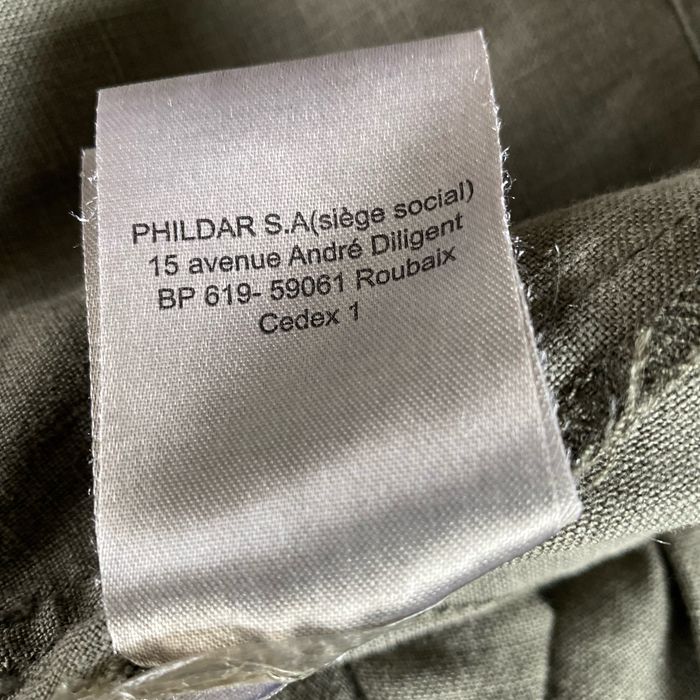 PHILDAR S.A(siège social)
15 avenue André Diligent
BP 619- 59061 Roubaix
Cedex 1